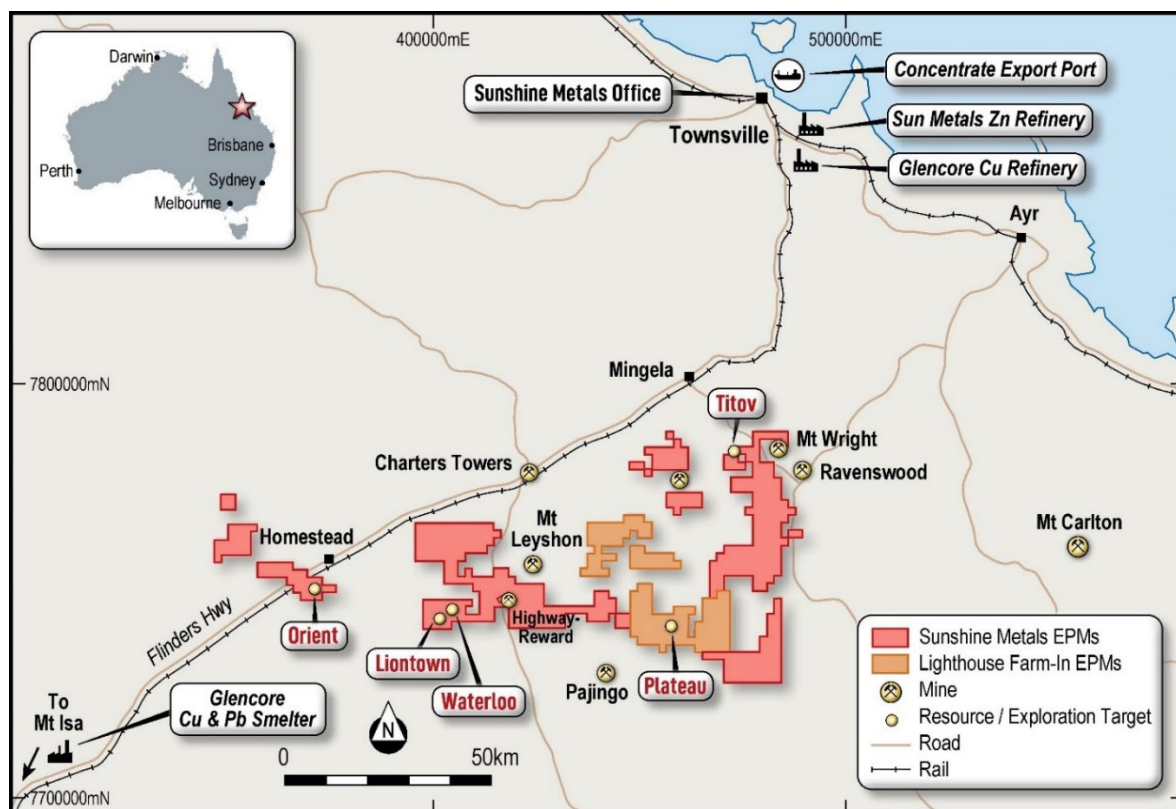 400000mE
500000mE
Darwin
Brisbane
Perth
Sydney
Melbourne
Concentrate Export Port
Sunshine Metals Office
Sun Metals Zn Refinery
Townsville
Glencore Cu Refinery
Ayr
Mingela
7800000mN
Titov
Mt Wright
Charters Towers
Ravenswood
Mt
Leyshon
Mt Carlton
Homestead
Highway-
Reward
Flinders Hwy
Orient
Liontown
Waterloo
Pajingo
Plateau
To
Mt Isa
Glencore
Cu & Pb Smelter
N
0
50km
Sunshine Metals EPMs
Lighthouse Farm-In EPMs
Mine
Resource / Exploration Target
Road
Rail
7700000mN